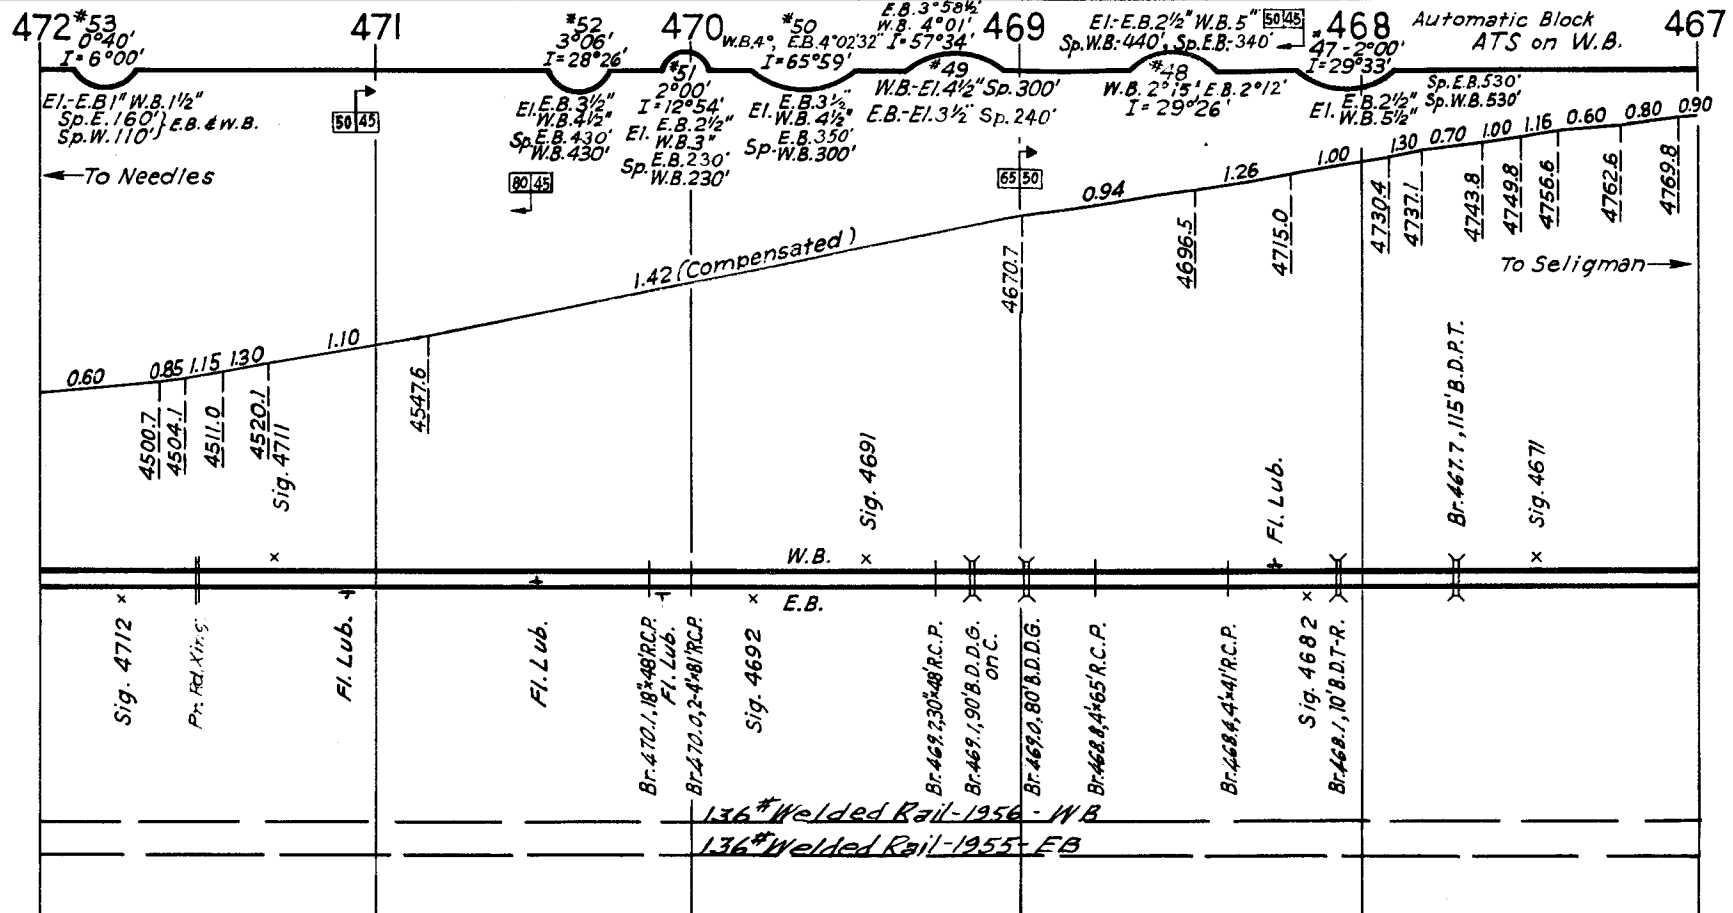 472
471
470
469
468
467
#53
0°40'
I=6°00'
El.-E.B 1" W.B. 1½"
Sp.E.160' } E.B. & W.B.
Sp.W.110'
←To Needles
50 45
#52
3°06'
I=28°26'
El. E.B.3½"
W.B.4½"
Sp. E.B.430'
W.B.430'
80 45
#51
2°00'
I=12°54'
El. E.B.2½"
W.B.3"
Sp. E.B.230'
W.B.230'
#50
W.B.4°, E.B.4°02'32"
I=65°59'
El. E.B.3½"
W.B.4½"
Sp. E.B.350'
W.B.300'
E.B.3°58½'
W.B. 4°01'
I=57°34'
#49
W.B.-El.4½" Sp.300'
E.B.-El.3½" Sp.240'
65 50
El.-E.B.2½" W.B.5"
Sp.W.B.-440', Sp.E.B.-340'
50 45
#48
W.B.2°15', E.B.2°12'
I=29°26'
#47-2°00'
I=29°33'
El. E.B.2½"
W.B.5½"
Sp.E.B.530'
Sp.W.B.530'
Automatic Block
ATS on W.B.
To Seligman→
0.60
0.85
1.15
1.30
1.10
1.42 (Compensated)
0.94
1.26
1.00
1.30
0.70
1.00
1.16
0.60
0.80
0.90
4500.7
4504.1
4511.0
4520.1
4547.6
4670.7
4696.5
4715.0
4730.4
4737.1
4743.8
4749.8
4756.6
4762.6
4769.8
Sig. 4711
Sig. 4691
Fl. Lub.
Br.467.7, 115'B.D.P.T.
Sig. 4671
W.B.
E.B.
Sig. 4712
Pr. Rd. Xing.
Fl. Lub.
Fl. Lub.
Br.470.1, 18"x48'R.C.P.
Fl. Lub.
Br.470.0, 2-4'x81'R.C.P.
Sig. 4692
Br.469.2, 30"x48'R.C.P.
Br.469.1, 90'B.D.D.G.
on C.
Br.469.0, 80'B.D.D.G.
Br.468.8, 4'x65'R.C.P.
Br.468.4, 4'x41'R.C.P.
Sig. 4682
Br.468.1, 10'B.D.T-R.
136# Welded Rail-1956 - WB
136# Welded Rail-1955-EB